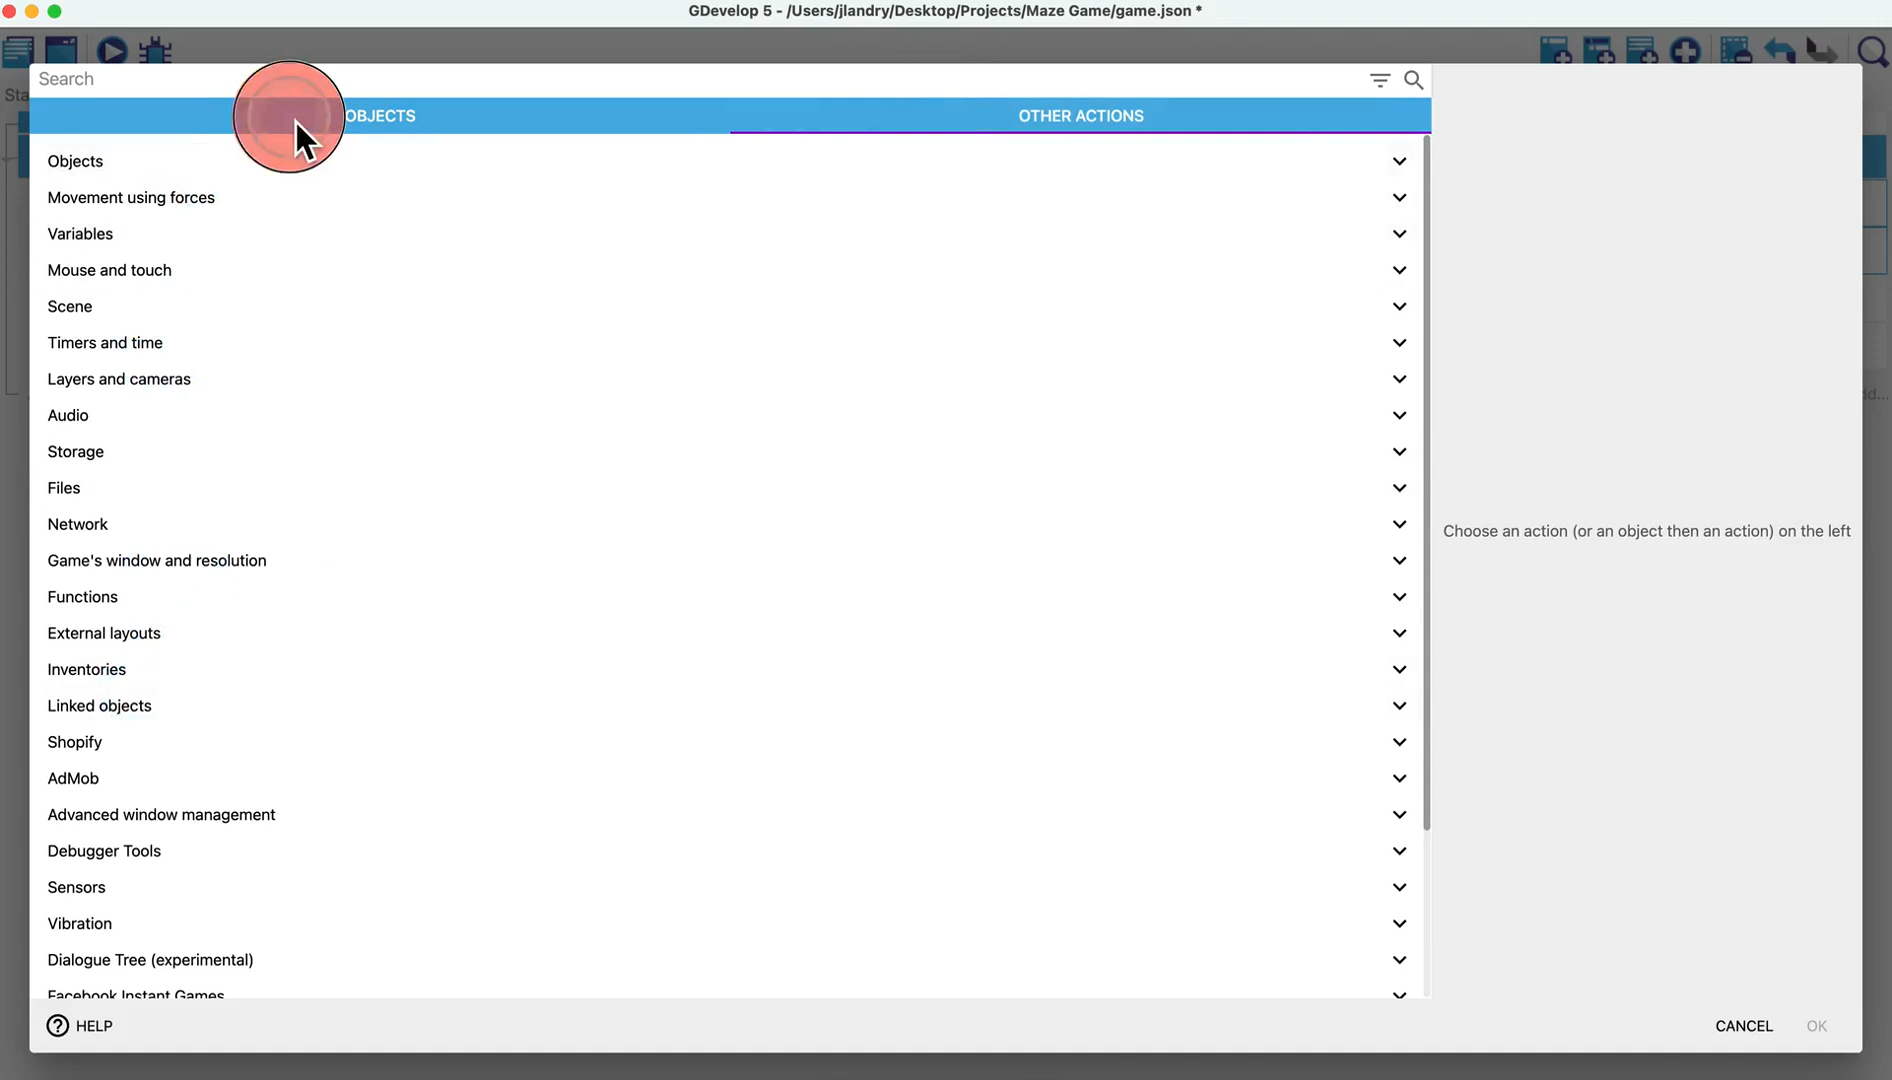 GDevelop 5 - /Users/jlandry/Desktop/Projects/Maze Game/game.json *
Search
Sta
OBJECTS
OTHER ACTIONS
Objects
Movement using forces
Variables
Mouse and touch
Scene
Timers and time
Layers and cameras
Audio
Storage
Files
Network
Game's window and resolution
Functions
External layouts
Inventories
Linked objects
Shopify
AdMob
Advanced window management
Debugger Tools
Sensors
Vibration
Dialogue Tree (experimental)
Facebook Instant Games
Choose an action (or an object then an action) on the left
dd...
HELP
CANCEL
OK